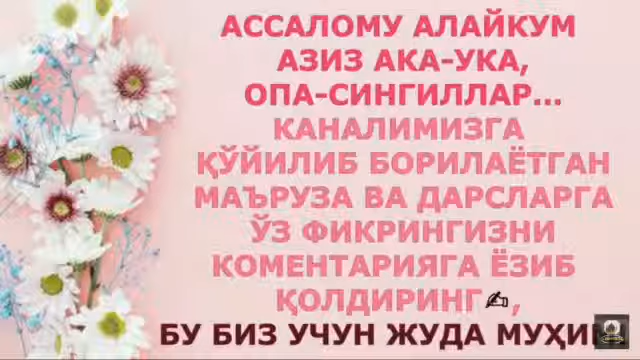 АССАЛОМУ АЛАЙКУМ
АЗИЗ АКА-УКА,
ОПА-СИНГИЛЛАР...
КАНАЛИМИЗГА
ҚЎЙИЛИБ БОРИЛАЁТГАН
МАЪРУЗА ВА ДАРСЛАРГА
ЎЗ ФИКРИНГИЗНИ
КОМЕНТАРИЯГА ЁЗИБ
ҚОЛДИРИНГ✍,
БУ БИЗ УЧУН ЖУДА